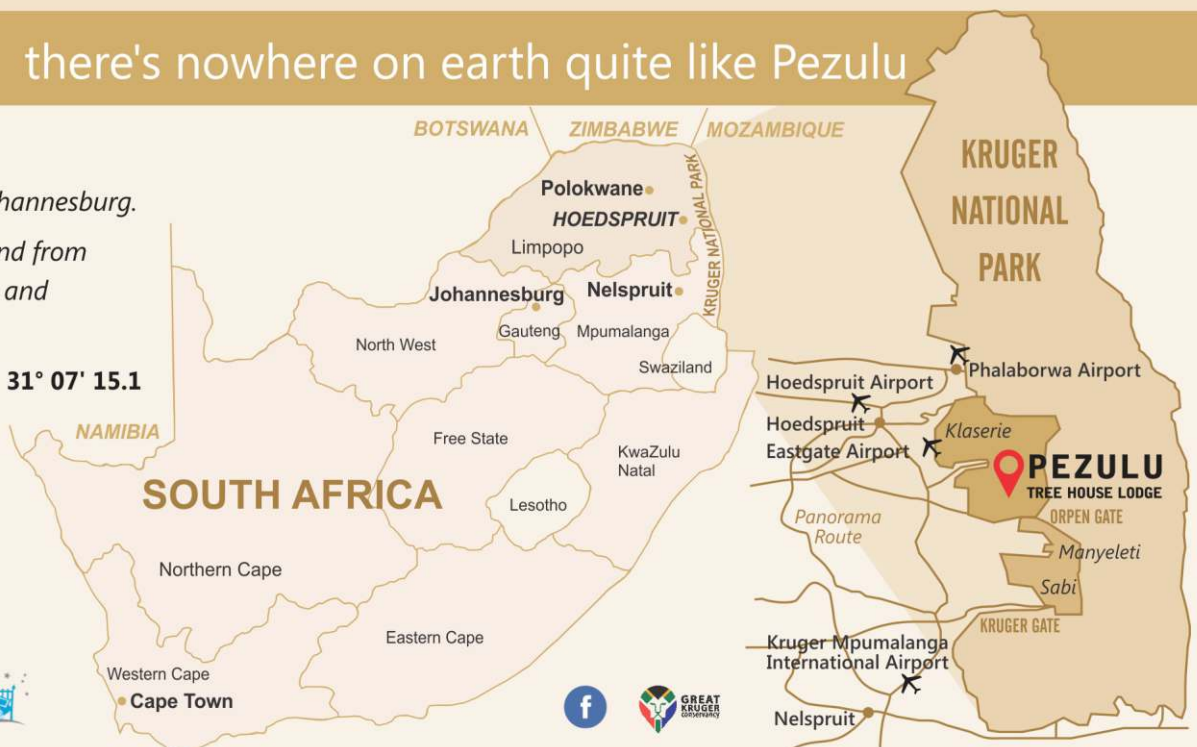 there's nowhere on earth quite like Pezulu
BOTSWANA
ZIMBABWE
MOZAMBIQUE
hannesburg.
nd from
and
31° 07' 15.1
NAMIBIA
Polokwane
HOEDSPRUIT
Limpopo
KRUGER NATIONAL PARK
Johannesburg
Nelspruit
Gauteng
Mpumalanga
North West
Swaziland
Free State
KwaZulu
Natal
SOUTH AFRICA
Lesotho
Northern Cape
Eastern Cape
Western Cape
Cape Town
f
GREAT
KRUGER
conservancy
KRUGER
NATIONAL
PARK
Phalaborwa Airport
Hoedspruit Airport
Hoedspruit
Eastgate Airport
Klaserie
PEZULU
TREE HOUSE LODGE
ORPEN GATE
Panorama
Route
Manyeleti
Sabi
KRUGER GATE
Kruger Mpumalanga
International Airport
Nelspruit